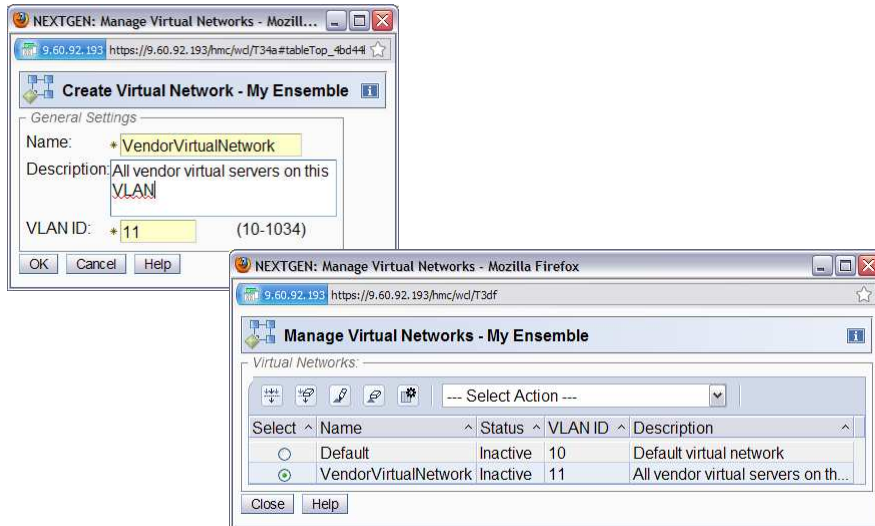 NEXTGEN: Manage Virtual Networks - Mozill...
9.60.92.193 https://9.60.92.193/hmc/wcl/T34a#tableTop_4bd44l
Create Virtual Network - My Ensemble
General Settings
Name: * VendorVirtualNetwork
Description: All vendor virtual servers on this
VLAN
VLAN ID: * 11 (10-1034)
OK Cancel Help
NEXTGEN: Manage Virtual Networks - Mozilla Firefox
9.60.92.193 https://9.60.92.193/hmc/wcl/T3df
Manage Virtual Networks - My Ensemble
Virtual Networks:
--- Select Action ---
Select ^ Name ^ Status ^ VLAN ID ^ Description ^
Default Inactive 10 Default virtual network
VendorVirtualNetwork Inactive 11 All vendor virtual servers on th...
Close Help